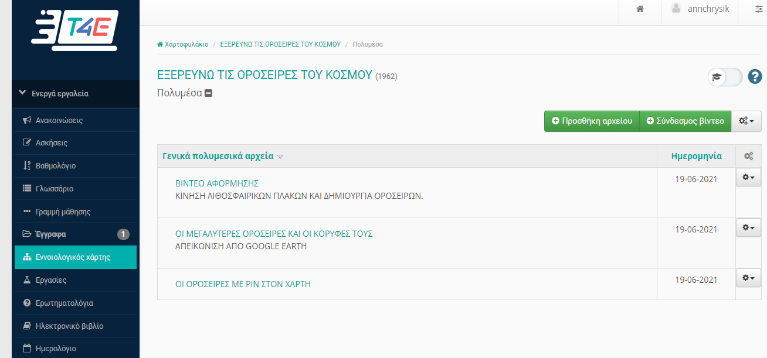 T4E
annchrysik
Χαρτοφυλάκιο / ΕΞΕΡΕΥΝΩ ΤΙΣ ΟΡΟΣΕΙΡΕΣ ΤΟΥ ΚΟΣΜΟΥ / Πολυμέσα
ΕΞΕΡΕΥΝΩ ΤΙΣ ΟΡΟΣΕΙΡΕΣ ΤΟΥ ΚΟΣΜΟΥ (1962)
Πολυμέσα
Προσθήκη αρχείου
Σύνδεσμος βίντεο
Ενεργά εργαλεία
Ανακοινώσεις
Ασκήσεις
Βαθμολόγιο
Γλωσσάριο
Γραμμή μάθησης
Έγγραφα 1
Εννοιολογικός χάρτης
Εργασίες
Ερωτηματολόγια
Ηλεκτρονικό βιβλίο
Ημερολόγιο
Γενικά πολυμεσικά αρχεία Ημερομηνία
ΒΙΝΤΕΟ ΑΦΟΡΜΗΣΗΣ 19-06-2021
ΚΙΝΗΣΗ ΛΙΘΟΣΦΑΙΡΙΚΩΝ ΠΛΑΚΩΝ ΚΑΙ ΔΗΜΙΟΥΡΓΙΑ ΟΡΟΣΕΙΡΩΝ.
ΟΙ ΜΕΓΑΛΥΤΕΡΕΣ ΟΡΟΣΕΙΡΕΣ ΚΑΙ ΟΙ ΚΟΡΥΦΕΣ ΤΟΥΣ 19-06-2021
ΑΠΕΙΚΟΝΙΣΗ ΑΠΟ GOOGLE EARTH
ΟΙ ΟΡΟΣΕΙΡΕΣ ΜΕ PIN ΣΤΟΝ ΧΑΡΤΗ 19-06-2021